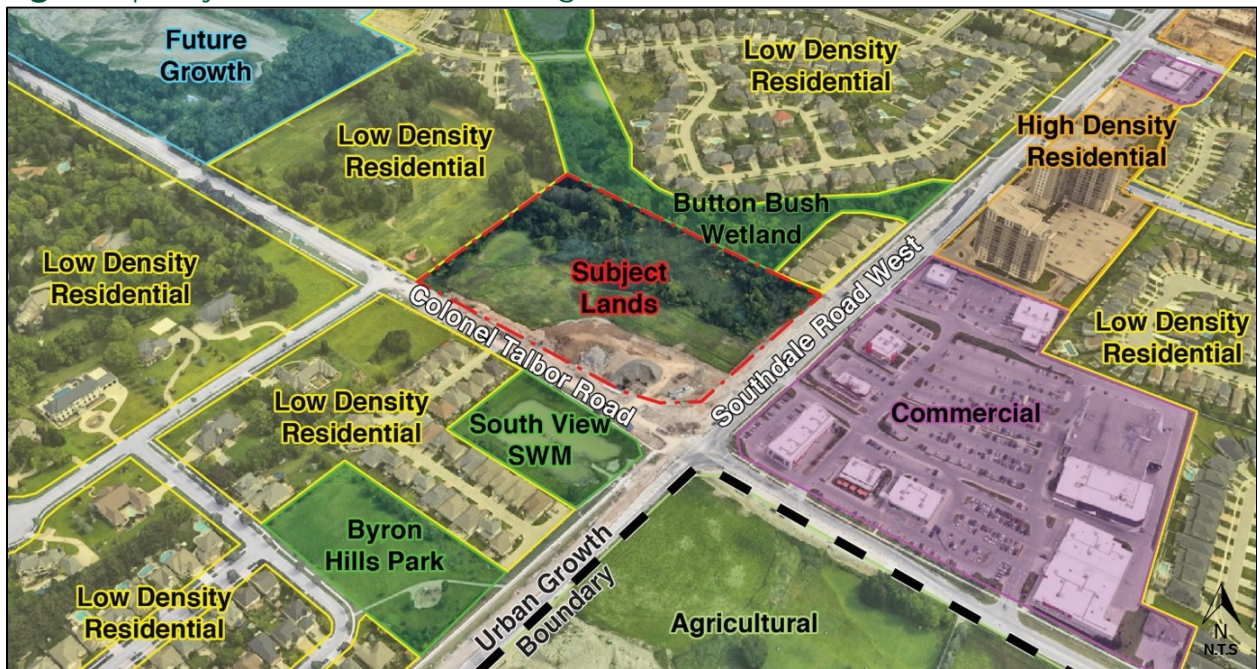 Future
Growth
Low Density
Residential
Low Density
Residential
High Density
Residential
Button Bush
Wetland
Low Density
Residential
Subject
Lands
Colonel Talbor Road
Southdale Road West
Low Density
Residential
Low Density
Residential
South View
SWM
Commercial
Byron
Hills Park
Urban Growth
Boundary
Agricultural
Low Density
Residential
N
N.T.S